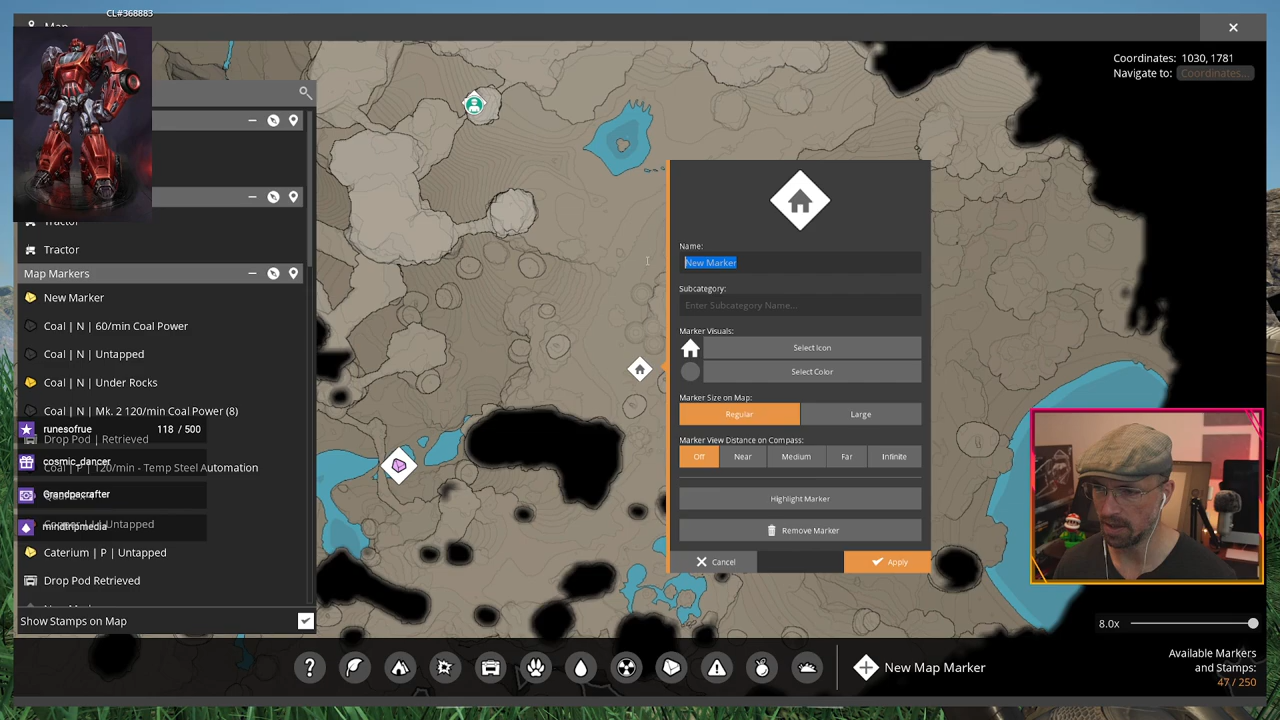 CL#368883
Map
Coordinates: 1030, 1781
Navigate to: Coordinates...
Tractor
Tractor
Map Markers
New Marker
Coal | N | 60/min Coal Power
Coal | N | Untapped
Coal | N | Under Rocks
Coal | N | Mk. 2 120/min Coal Power (8)
runesofrue 118 / 500
Drop Pod | Retrieved
cosmic_dancer
Coal | P | 120/min - Temp Steel Automation
Grandpacrafter
mindripmedia
Untapped
Caterium | P | Untapped
Drop Pod Retrieved
Show Stamps on Map
Name:
New Marker
Subcategory:
Enter Subcategory Name...
Marker Visuals:
Select Icon
Select Color
Marker Size on Map:
Regular Large
Marker View Distance on Compass:
Off Near Medium Far Infinite
Highlight Marker
Remove Marker
Cancel Apply
8.0x
New Map Marker
Available Markers
and Stamps:
47 / 250